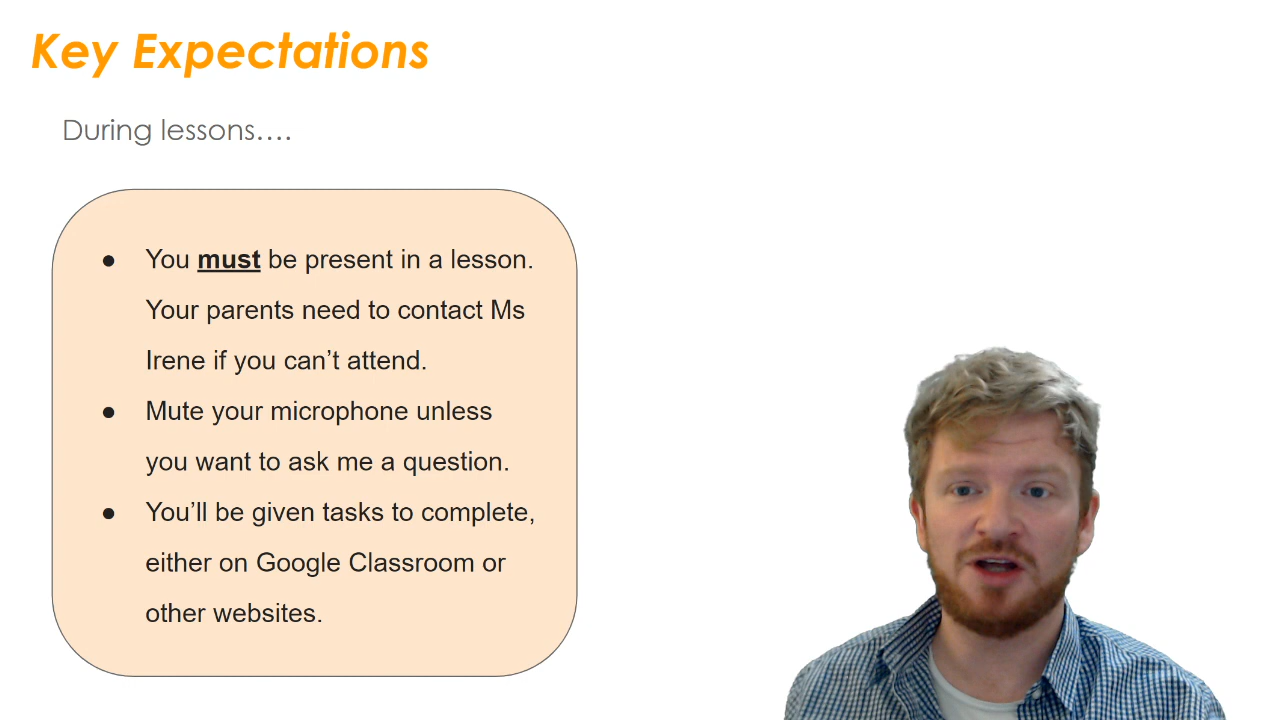 Key Expectations
During lessons....
● You must be present in a lesson.
Your parents need to contact Ms
Irene if you can’t attend.
● Mute your microphone unless
you want to ask me a question.
● You’ll be given tasks to complete,
either on Google Classroom or
other websites.